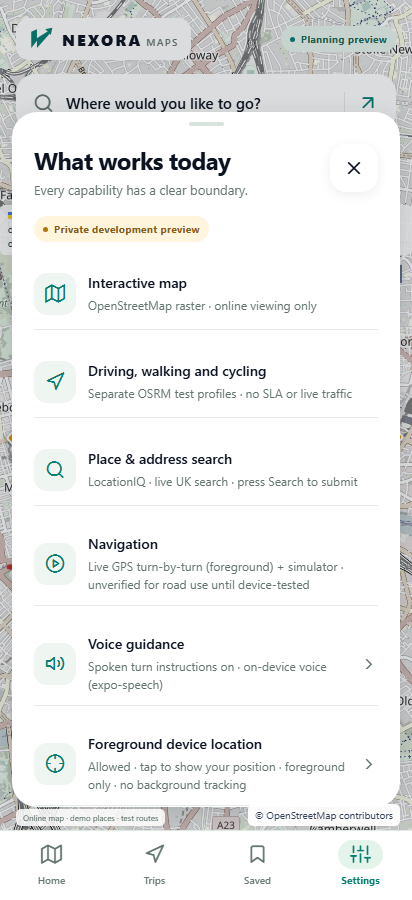 NEXORA MAPS
Planning preview
Where would you like to go?
What works today
Every capability has a clear boundary.
Private development preview
Interactive map
OpenStreetMap raster · online viewing only
Driving, walking and cycling
Separate OSRM test profiles · no SLA or live traffic
Place & address search
LocationIQ · live UK search · press Search to submit
Navigation
Live GPS turn-by-turn (foreground) + simulator ·
unverified for road use until device-tested
Voice guidance
Spoken turn instructions on · on-device voice
(expo-speech)
Foreground device location
Allowed · tap to show your position · foreground
only · no background tracking
Online map · demo places · test routes
© OpenStreetMap contributors
A23
Home
Trips
Saved
Settings